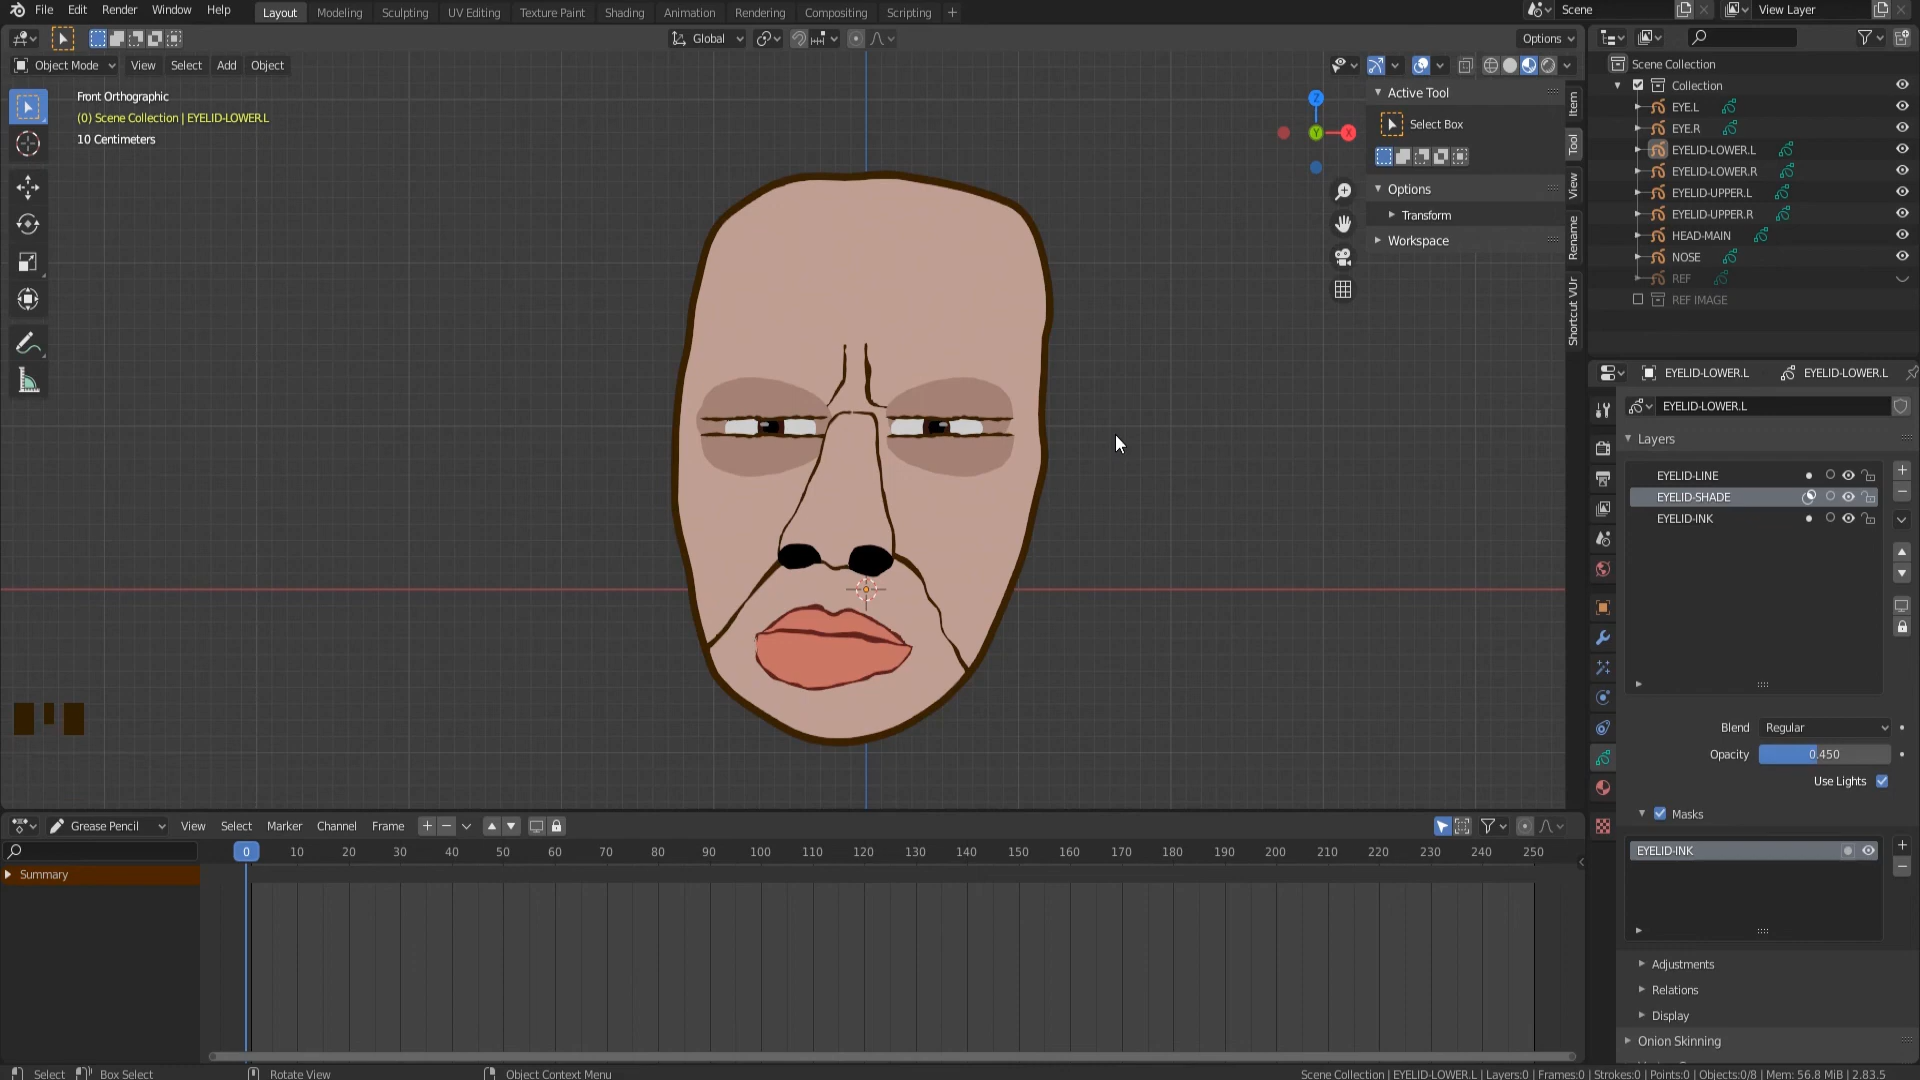 File Edit Render Window Help Layout Modeling Sculpting UV Editing Texture Paint Shading Animation Rendering Compositing Scripting + Scene View Layer
Global Options
Object Mode View Select Add Object
Front Orthographic
(0) Scene Collection | EYELID-LOWER.L
10 Centimeters
Z
Y
X
Active Tool
Select Box
Options
Transform
Workspace
Item
Tool
View
Rename
Shortcut VUr
Scene Collection
Collection
EYE.L
EYE.R
EYELID-LOWER.L
EYELID-LOWER.R
EYELID-UPPER.L
EYELID-UPPER.R
HEAD-MAIN
NOSE
REF
REF IMAGE
EYELID-LOWER.L EYELID-LOWER.L
EYELID-LOWER.L
Layers
EYELID-LINE
EYELID-SHADE
EYELID-INK
Blend Regular
Opacity 0.450
Use Lights
Masks
EYELID-INK
Adjustments
Relations
Display
Onion Skinning
Grease Pencil View Select Marker Channel Frame
0 10 20 30 40 50 60 70 80 90 100 110 120 130 140 150 160 170 180 190 200 210 220 230 240 250
Summary
Select Box Select Rotate View Object Context Menu
Scene Collection | EYELID-LOWER.L | Layers:0 | Frames:0 | Strokes:0 | Points:0 | Objects:0/8 | Mem: 56.8 MiB | 2.83.5